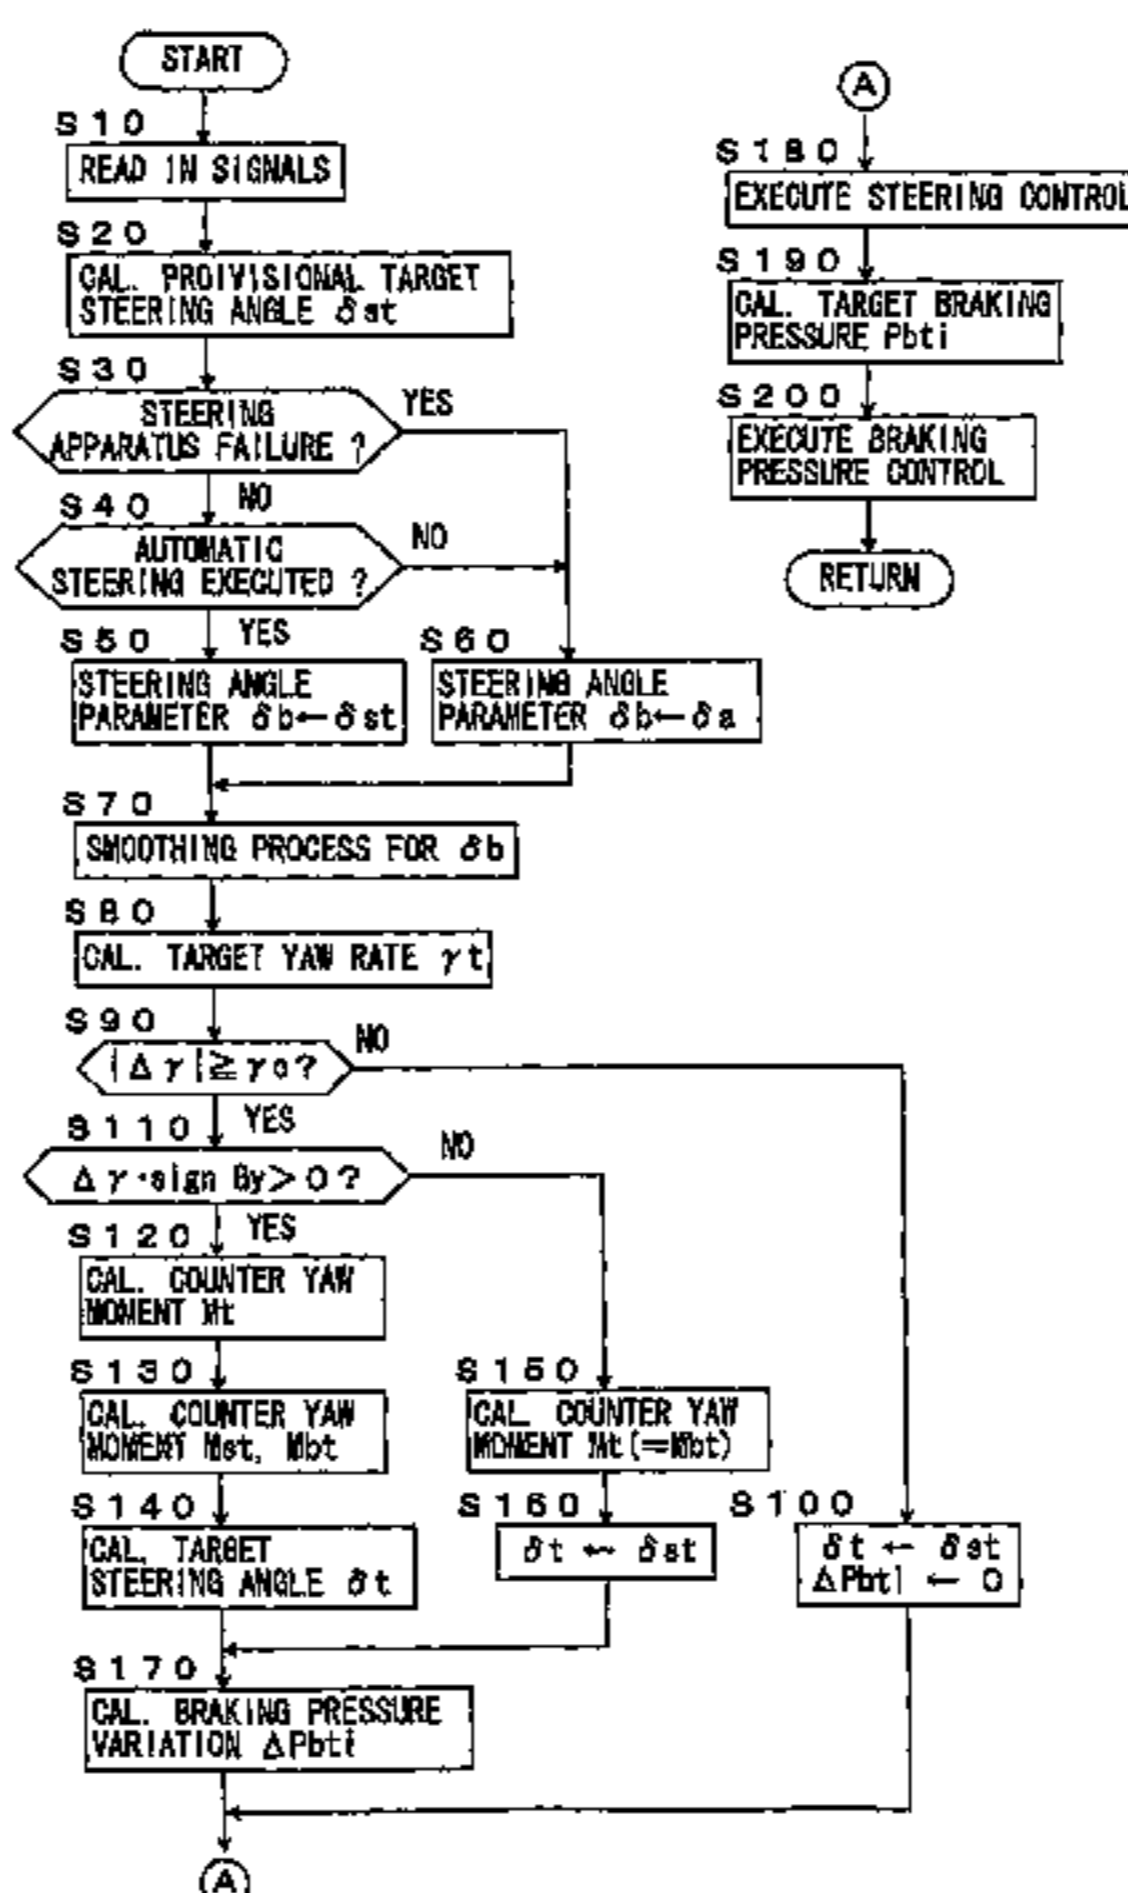 START
S10
READ IN SIGNALS
S20
CAL. PROIVISIONAL TARGET
STEERING ANGLE δst
S30
STEERING
APPARATUS FAILURE ?
YES
NO
S40
AUTOMATIC
STEERING EXECUTED ?
NO
YES
S50
STEERING ANGLE
PARAMETER δb←δst
S60
STEERING ANGLE
PARAMETER δb←δa
S70
SMOOTHING PROCESS FOR δb
S80
CAL. TARGET YAW RATE γt
S90
|Δγ|≧γo?
NO
YES
S110
Δγ·sign Gy>0?
NO
YES
S120
CAL. COUNTER YAW
MOMENT Mt
S130
CAL. COUNTER YAW
MOMENT Mst, Mbt
S140
CAL. TARGET
STEERING ANGLE δt
S150
CAL. COUNTER YAW
MOMENT Mt(=Mbt)
S160
δt ← δst
S100
δt ← δst
ΔPbti ← 0
S170
CAL. BRAKING PRESSURE
VARIATION ΔPbti
A
A
S180
EXECUTE STEERING CONTROL
S190
CAL. TARGET BRAKING
PRESSURE Pbti
S200
EXECUTE BRAKING
PRESSURE CONTROL
RETURN